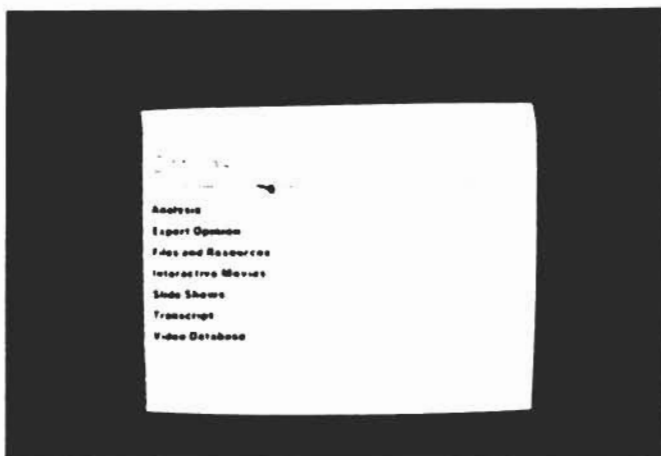 Analysis
Expert Opinion
Files and Resources
Interactive Movies
Slide Shows
Transcript
Video Database